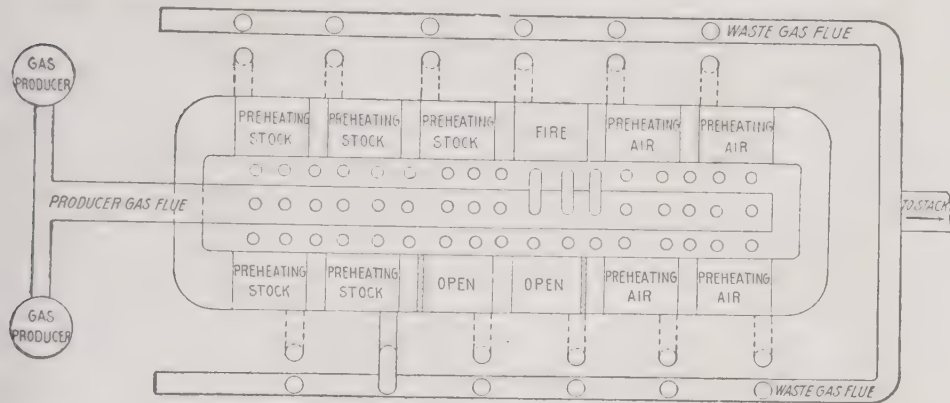 WASTE GAS FLUE
GAS
PRODUCER
PREHEATING
STOCK
PREHEATING
STOCK
PREHEATING
STOCK
FIRE
PREHEATING
AIR
PREHEATING
AIR
PRODUCER GAS FLUE
TO STACK
PREHEATING
STOCK
PREHEATING
STOCK
OPEN
OPEN
PREHEATING
AIR
PREHEATING
AIR
GAS
PRODUCER
WASTE GAS FLUE